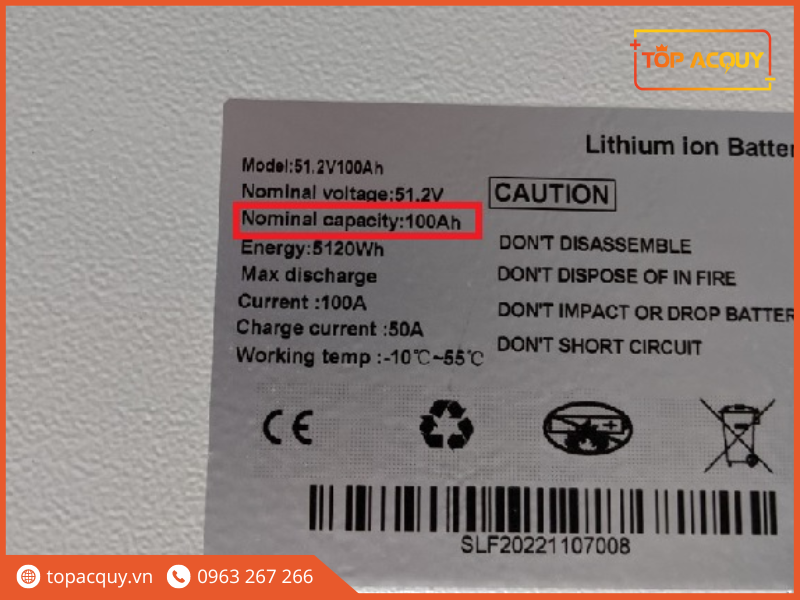 TOP ACQUY
Lithium ion Batter
Model:51.2V100Ah
Nominal voltage:51.2V
Nominal capacity:100Ah
Energy:5120Wh
Max discharge
Current :100A
Charge current :50A
Working temp :-10℃~55℃
CAUTION
DON'T DISASSEMBLE
DON'T DISPOSE OF IN FIRE
DON'T IMPACT OR DROP BATTER
DON'T SHORT CIRCUIT
CE
SLF20221107008
topacquy.vn
0963 267 266